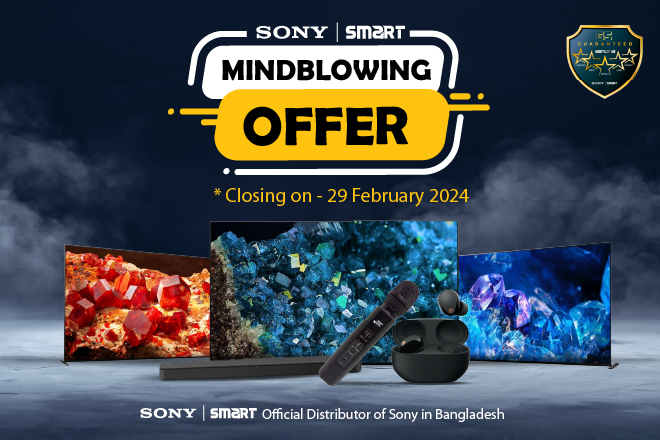 SONY | SMART
MINDBLOWING
OFFER
* Closing on - 29 February 2024
GUARANTEED
SONY | SMART
SONY | SMART Official Distributor of Sony in Bangladesh